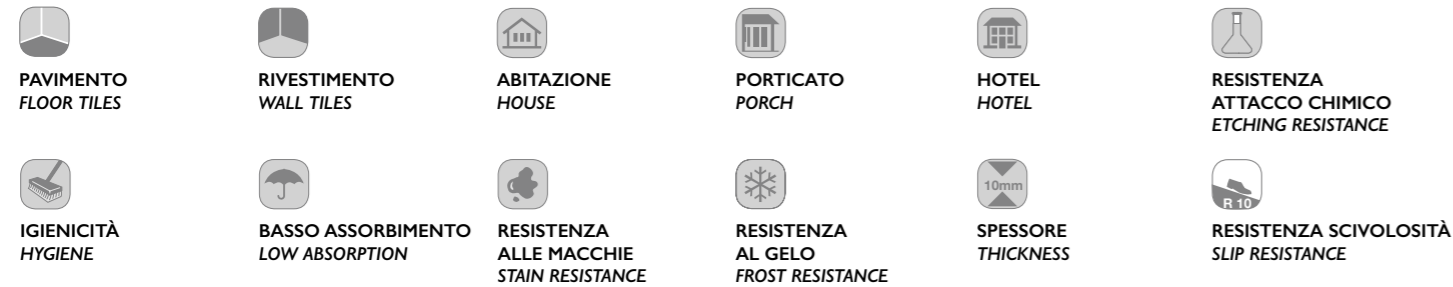 PAVIMENTO
FLOOR TILES
RIVESTIMENTO
WALL TILES
ABITAZIONE
HOUSE
PORTICATO
PORCH
HOTEL
HOTEL
RESISTENZA
ATTACCO CHIMICO
ETCHING RESISTANCE
IGIENICITÀ
HYGIENE
BASSO ASSORBIMENTO
LOW ABSORPTION
RESISTENZA
ALLE MACCHIE
STAIN RESISTANCE
RESISTENZA
AL GELO
FROST RESISTANCE
10mm
SPESSORE
THICKNESS
R 10
RESISTENZA SCIVOLOSITÀ
SLIP RESISTANCE